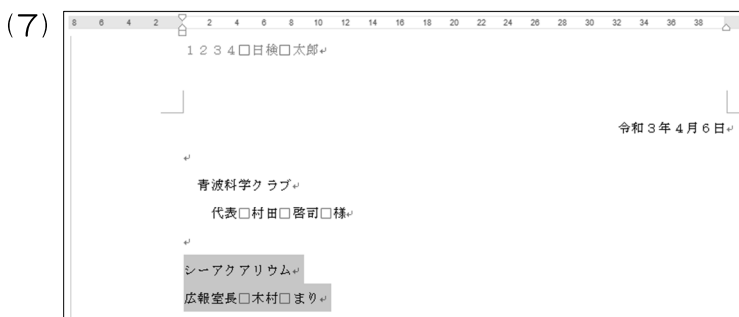 (7)
8 6 4 2 2 4 6 8 10 12 14 16 18 20 22 24 26 28 30 32 34 36 38
１２３４□日検□太郎↵
令和３年４月６日↵
↵
青波科学クラブ↵
代表□村田□啓司□様↵
↵
シーアクアリウム↵
広報室長□木村□まり↵